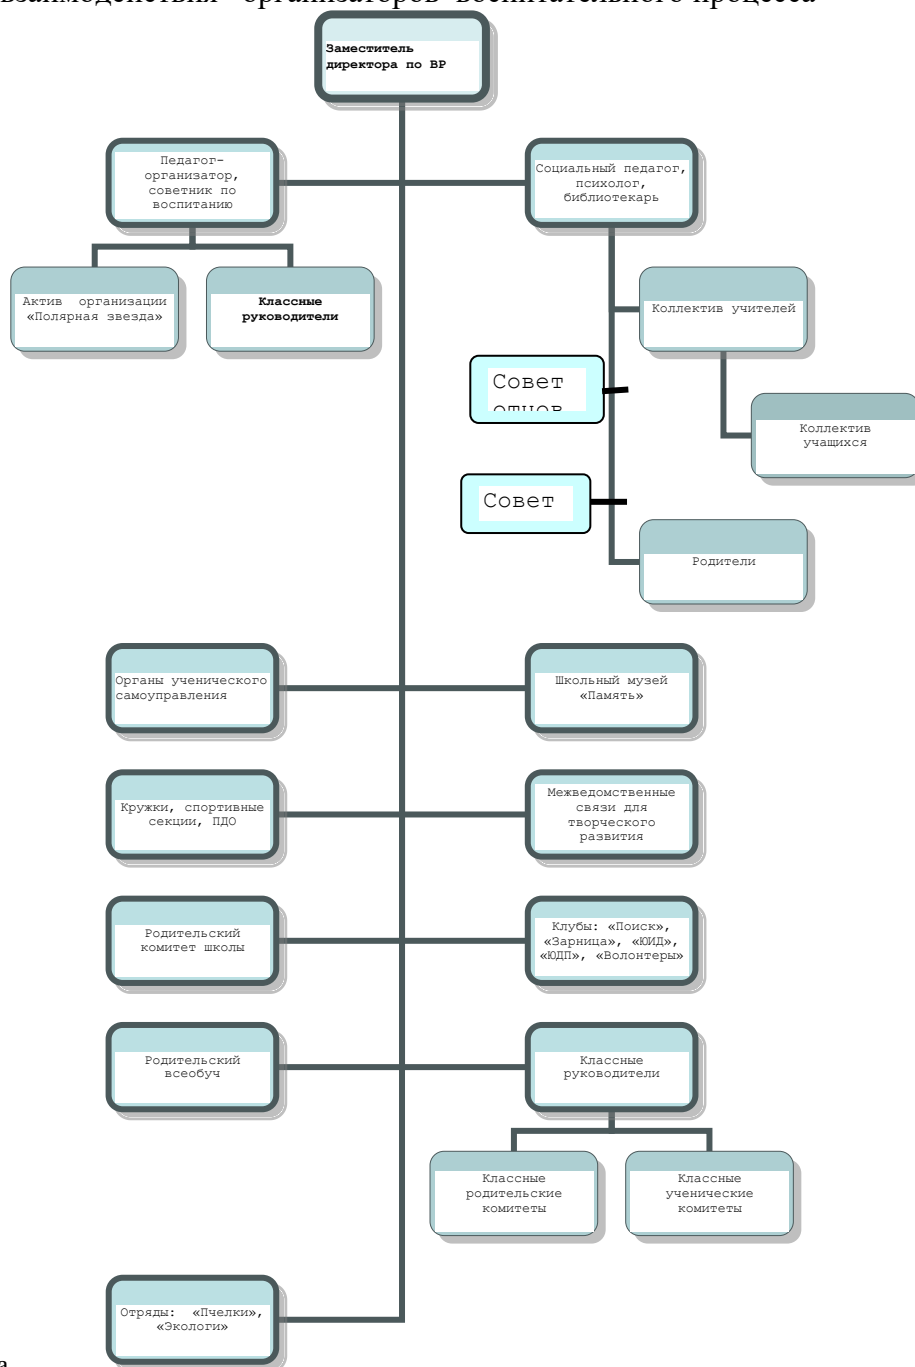 взаимодействия организаторов воспитательного процесса
Заместитель
директора по ВР
Педагог-
организатор,
советник по
воспитанию
Социальный педагог,
психолог,
библиотекарь
Актив организации
«Полярная звезда»
Классные
руководители
Коллектив учителей
Совет
отцов
Коллектив
учащихся
Совет
Родители
Органы ученического
самоуправления
Школьный музей
«Память»
Кружки, спортивные
секции, ПДО
Межведомственные
связи для
творческого
развития
Родительский
комитет школы
Клубы: «Поиск»,
«Зарница», «ЮИД»,
«ЮДП», «Волонтеры»
Родительский
всеобуч
Классные
руководители
Классные
родительские
комитеты
Классные
ученические
комитеты
Отряды: «Пчелки»,
«Экологи»